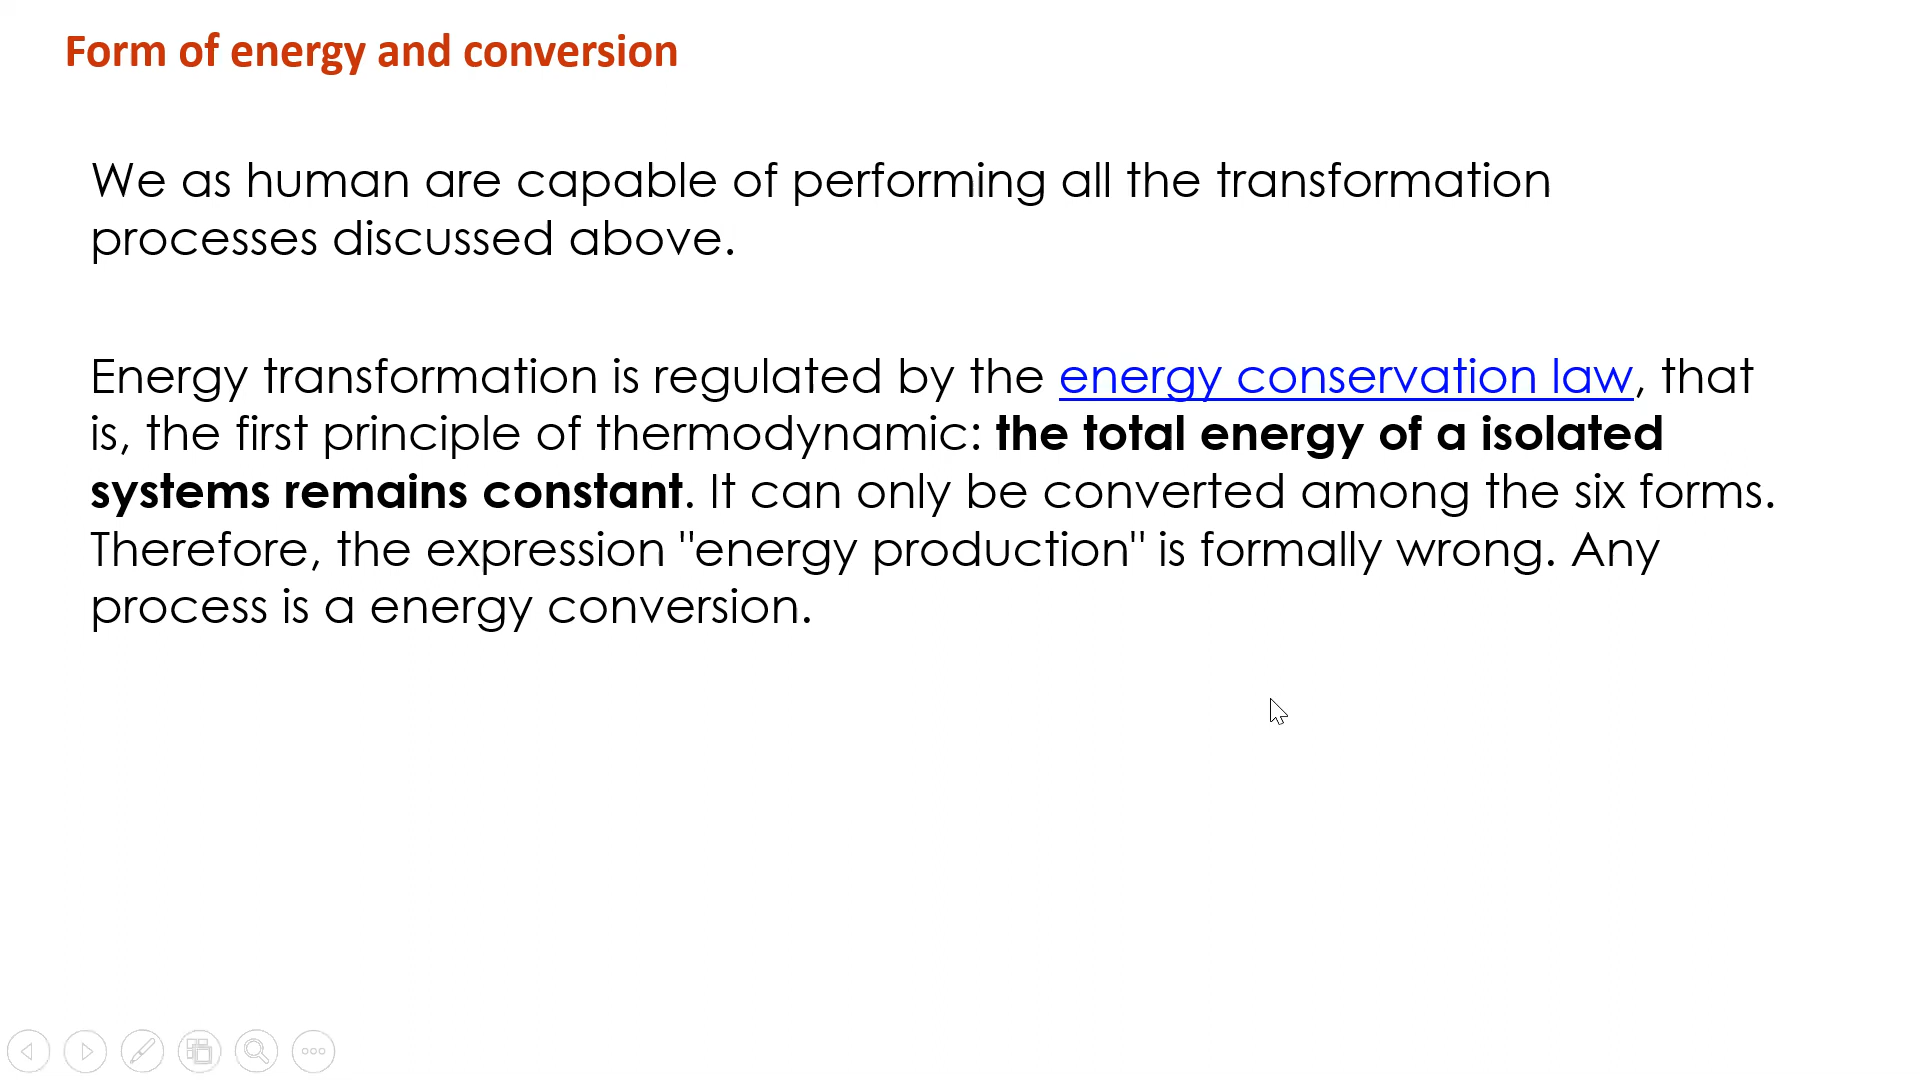 Form of energy and conversion
We as human are capable of performing all the transformation
processes discussed above.
Energy transformation is regulated by the energy conservation law, that
is, the first principle of thermodynamic: the total energy of a isolated
systems remains constant. It can only be converted among the six forms.
Therefore, the expression "energy production" is formally wrong. Any
process is a energy conversion.